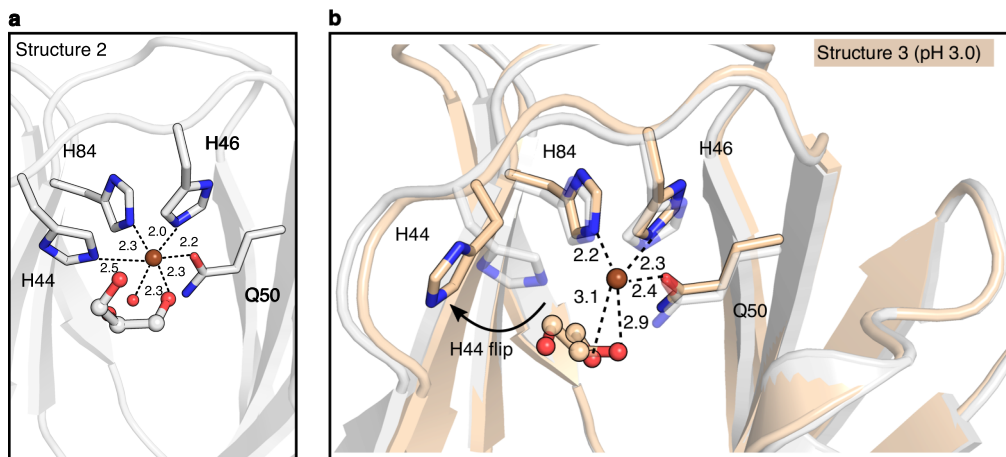 a
Structure 2
H84
H46
2.0
2.3
2.2
2.5
2.3
H44
2.3
Q50
b
Structure 3 (pH 3.0)
H84
H46
H44
2.2
2.3
2.4
3.1
2.9
Q50
H44 flip